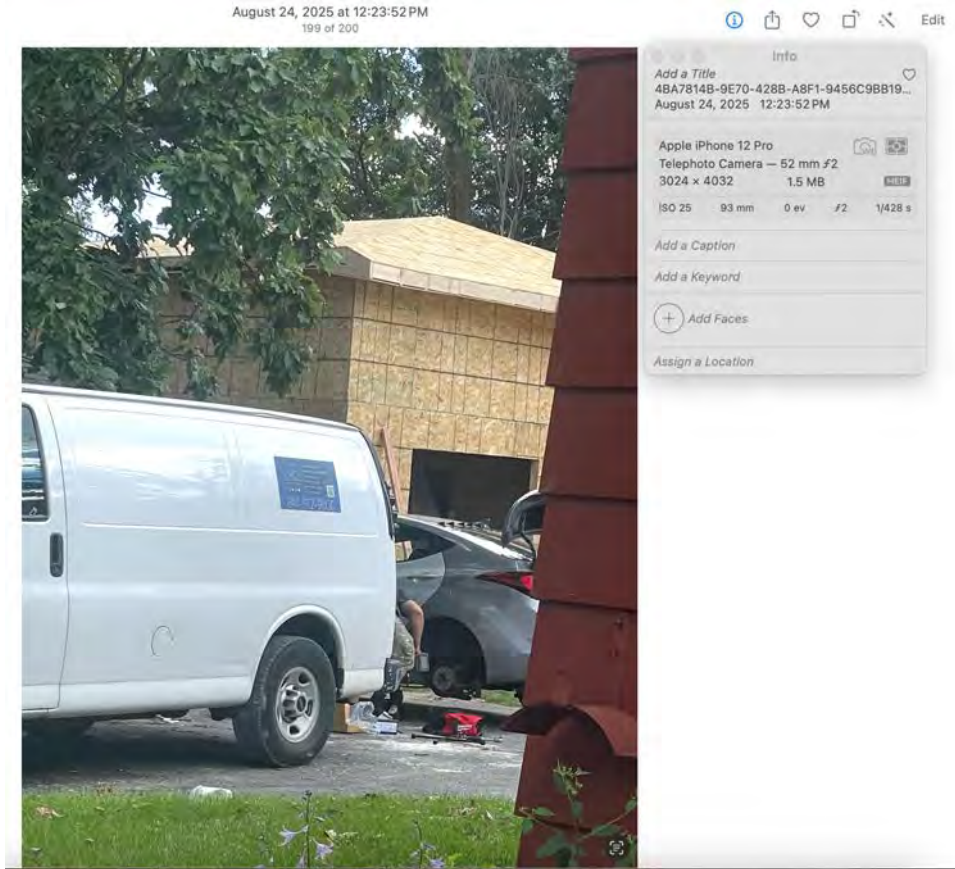 August 24, 2025 at 12:23:52 PM
199 of 200
Edit
Info
Add a Title
4BA7814B-9E70-428B-A8F1-9456C9BB19...
August 24, 2025 12:23:52 PM
Apple iPhone 12 Pro
Telephoto Camera — 52 mm ƒ2
3024 × 4032 1.5 MB HEIF
ISO 25 93 mm 0 ev ƒ2 1/428 s
Add a Caption
Add a Keyword
Add Faces
Assign a Location